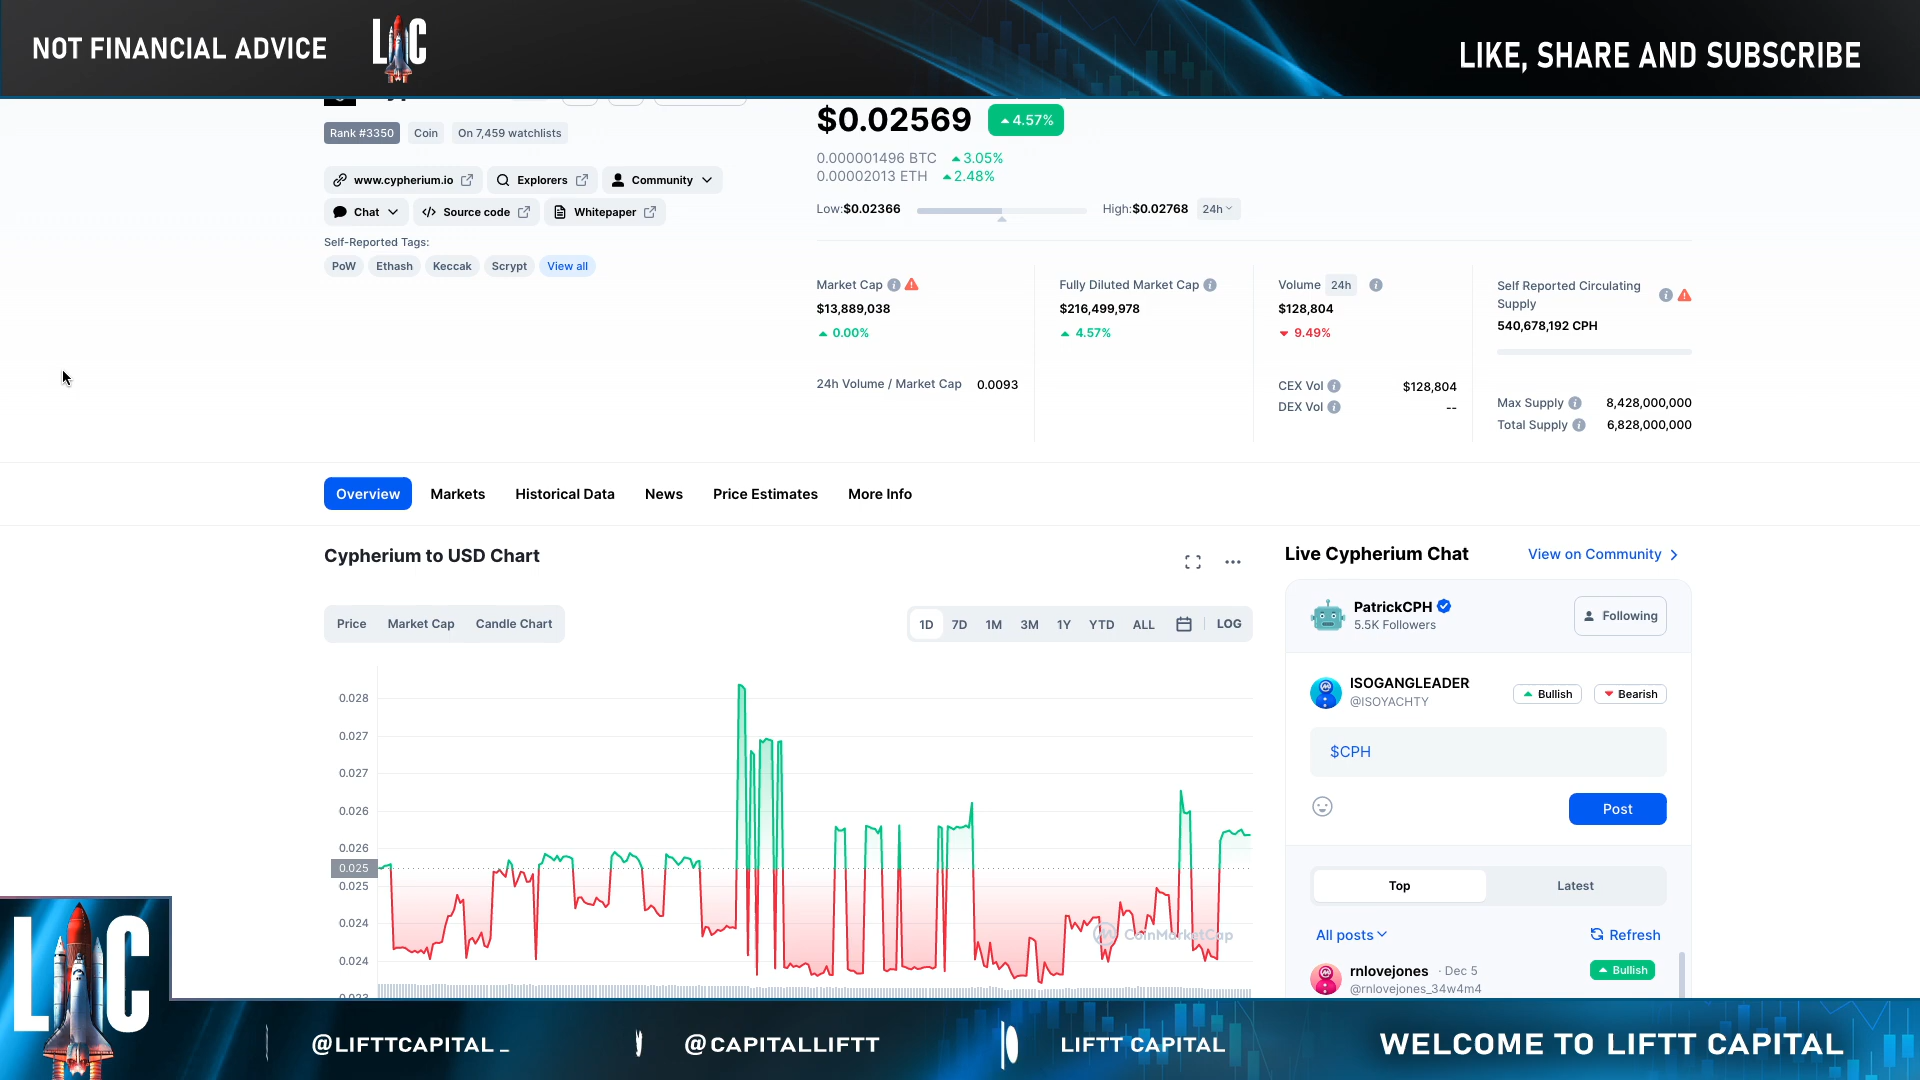 NOT FINANCIAL ADVICE
LC
LIKE, SHARE AND SUBSCRIBE
$0.02569
4.57%
Rank #3350
Coin
On 7,459 watchlists
0.000001496 BTC
3.05%
0.00002013 ETH
2.48%
www.cypherium.io
Explorers
Community
Low:$0.02366
High:$0.02768
24h
Chat
Source code
Whitepaper
Self-Reported Tags:
PoW
Ethash
Keccak
Scrypt
View all
Market Cap
$13,889,038
0.00%
24h Volume / Market Cap 0.0093
Fully Diluted Market Cap
$216,499,978
4.57%
Volume 24h
$128,804
9.49%
CEX Vol $128,804
DEX Vol --
Self Reported Circulating
Supply
540,678,192 CPH
Max Supply 8,428,000,000
Total Supply 6,828,000,000
Overview
Markets
Historical Data
News
Price Estimates
More Info
Cypherium to USD Chart
Price
Market Cap
Candle Chart
1D
7D
1M
3M
1Y
YTD
ALL
LOG
0.028
0.027
0.027
0.026
0.026
0.025
0.025
0.024
0.024
0.023
CoinMarketCap
Live Cypherium Chat
View on Community
PatrickCPH
5.5K Followers
Following
ISOGANGLEADER
@ISOYACHTY
Bullish
Bearish
$CPH
Post
Top
Latest
All posts
Refresh
rnlovejones · Dec 5
@rnlovejones_34w4m4
Bullish
LC
@LIFTTCAPITAL_
@CAPITALLIFTT
LIFTT CAPITAL
WELCOME TO LIFTT CAPITAL